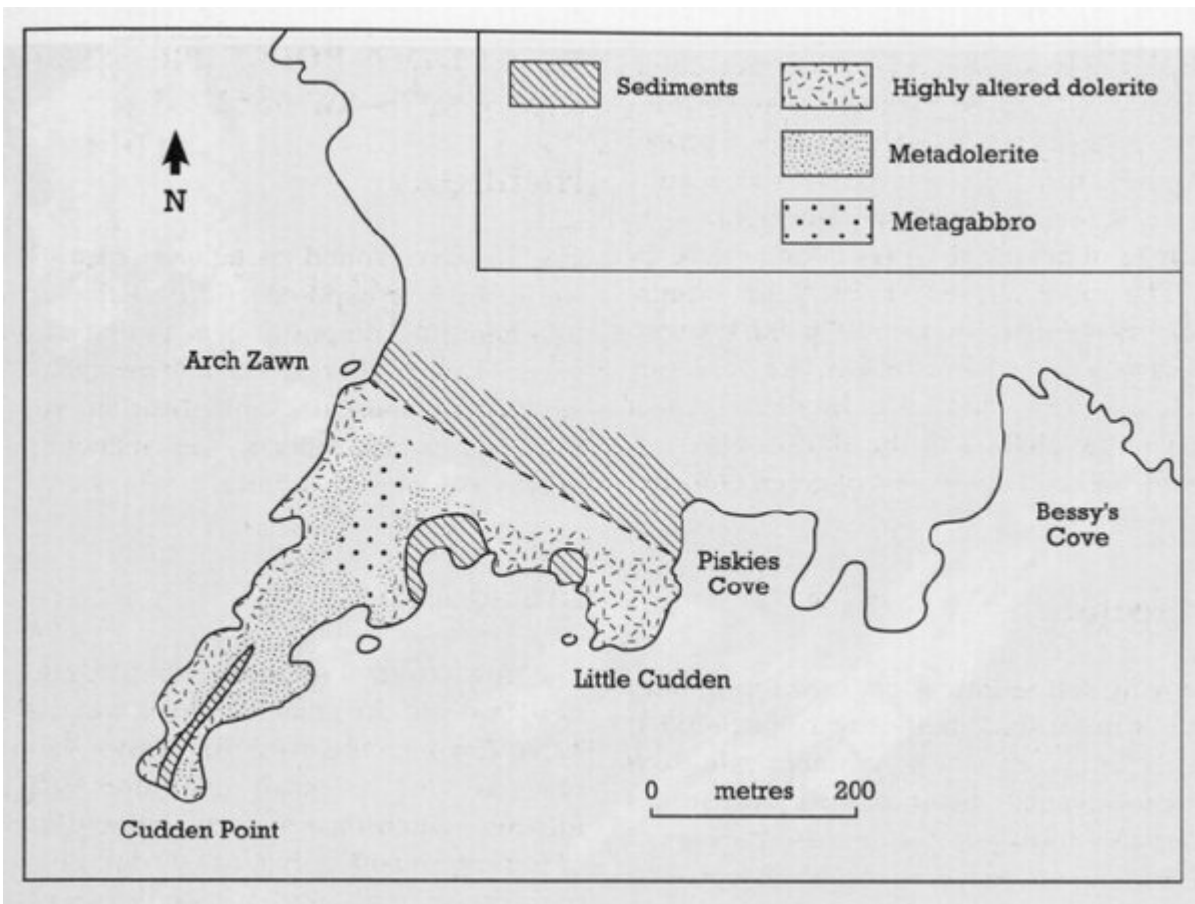 Sediments
Highly altered dolerite
Metadolerite
Metagabbro
N
Arch Zawn
Bessy's
Cove
Piskies
Cove
Little Cudden
0 metres 200
Cudden Point